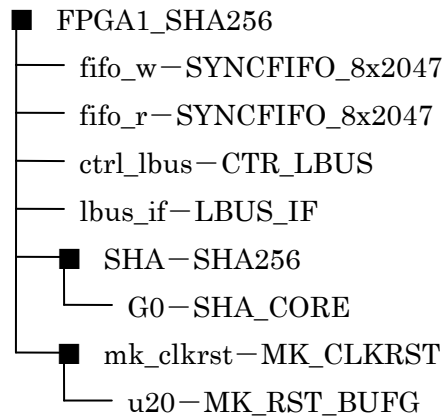 FPGA1_SHA256
fifo_w－SYNCFIFO_8x2047
fifo_r－SYNCFIFO_8x2047
ctrl_lbus－CTR_LBUS
lbus_if－LBUS_IF
SHA－SHA256
G0－SHA_CORE
mk_clkrst－MK_CLKRST
u20－MK_RST_BUFG